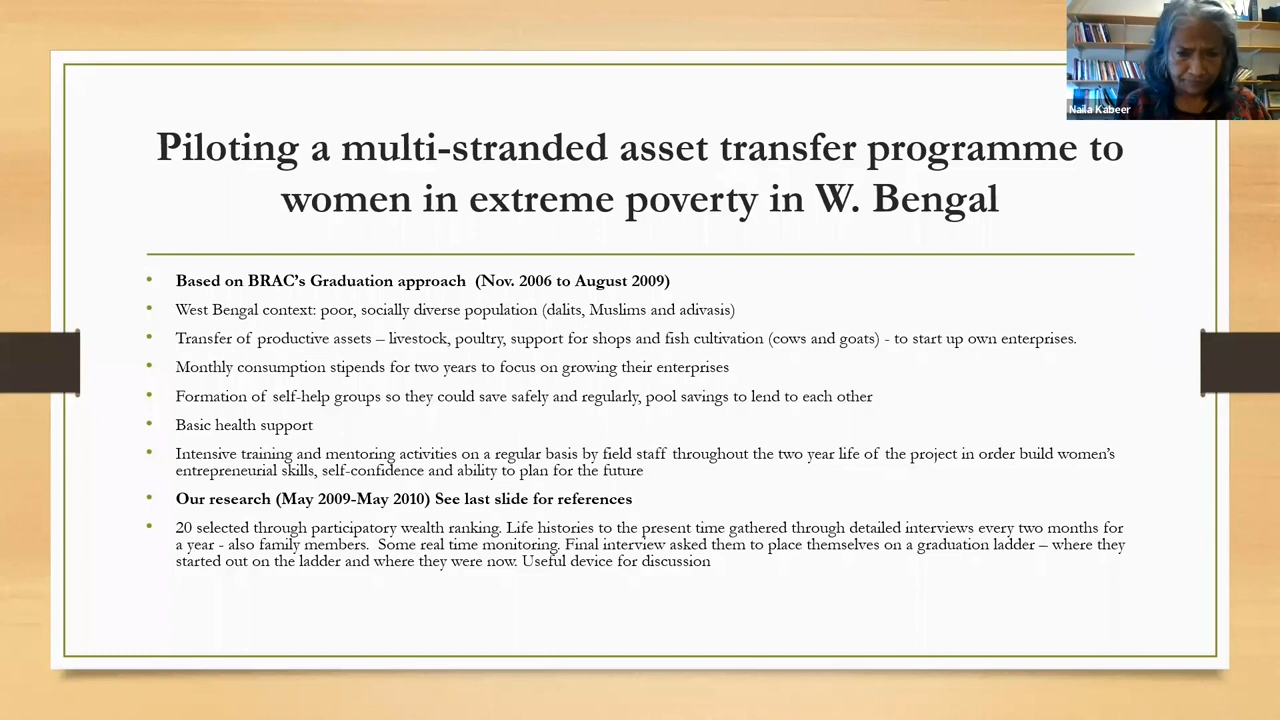 Naila Kabeer
Piloting a multi-stranded asset transfer programme to
women in extreme poverty in W. Bengal
• Based on BRAC's Graduation approach (Nov. 2006 to August 2009)
• West Bengal context: poor, socially diverse population (dalits, Muslims and adivasis)
• Transfer of productive assets – livestock, poultry, support for shops and fish cultivation (cows and goats) - to start up own enterprises.
• Monthly consumption stipends for two years to focus on growing their enterprises
• Formation of self-help groups so they could save safely and regularly, pool savings to lend to each other
• Basic health support
• Intensive training and mentoring activities on a regular basis by field staff throughout the two year life of the project in order build women's
entrepreneurial skills, self-confidence and ability to plan for the future
• Our research (May 2009-May 2010) See last slide for references
• 20 selected through participatory wealth ranking. Life histories to the present time gathered through detailed interviews every two months for
a year - also family members. Some real time monitoring. Final interview asked them to place themselves on a graduation ladder – where they
started out on the ladder and where they were now. Useful device for discussion